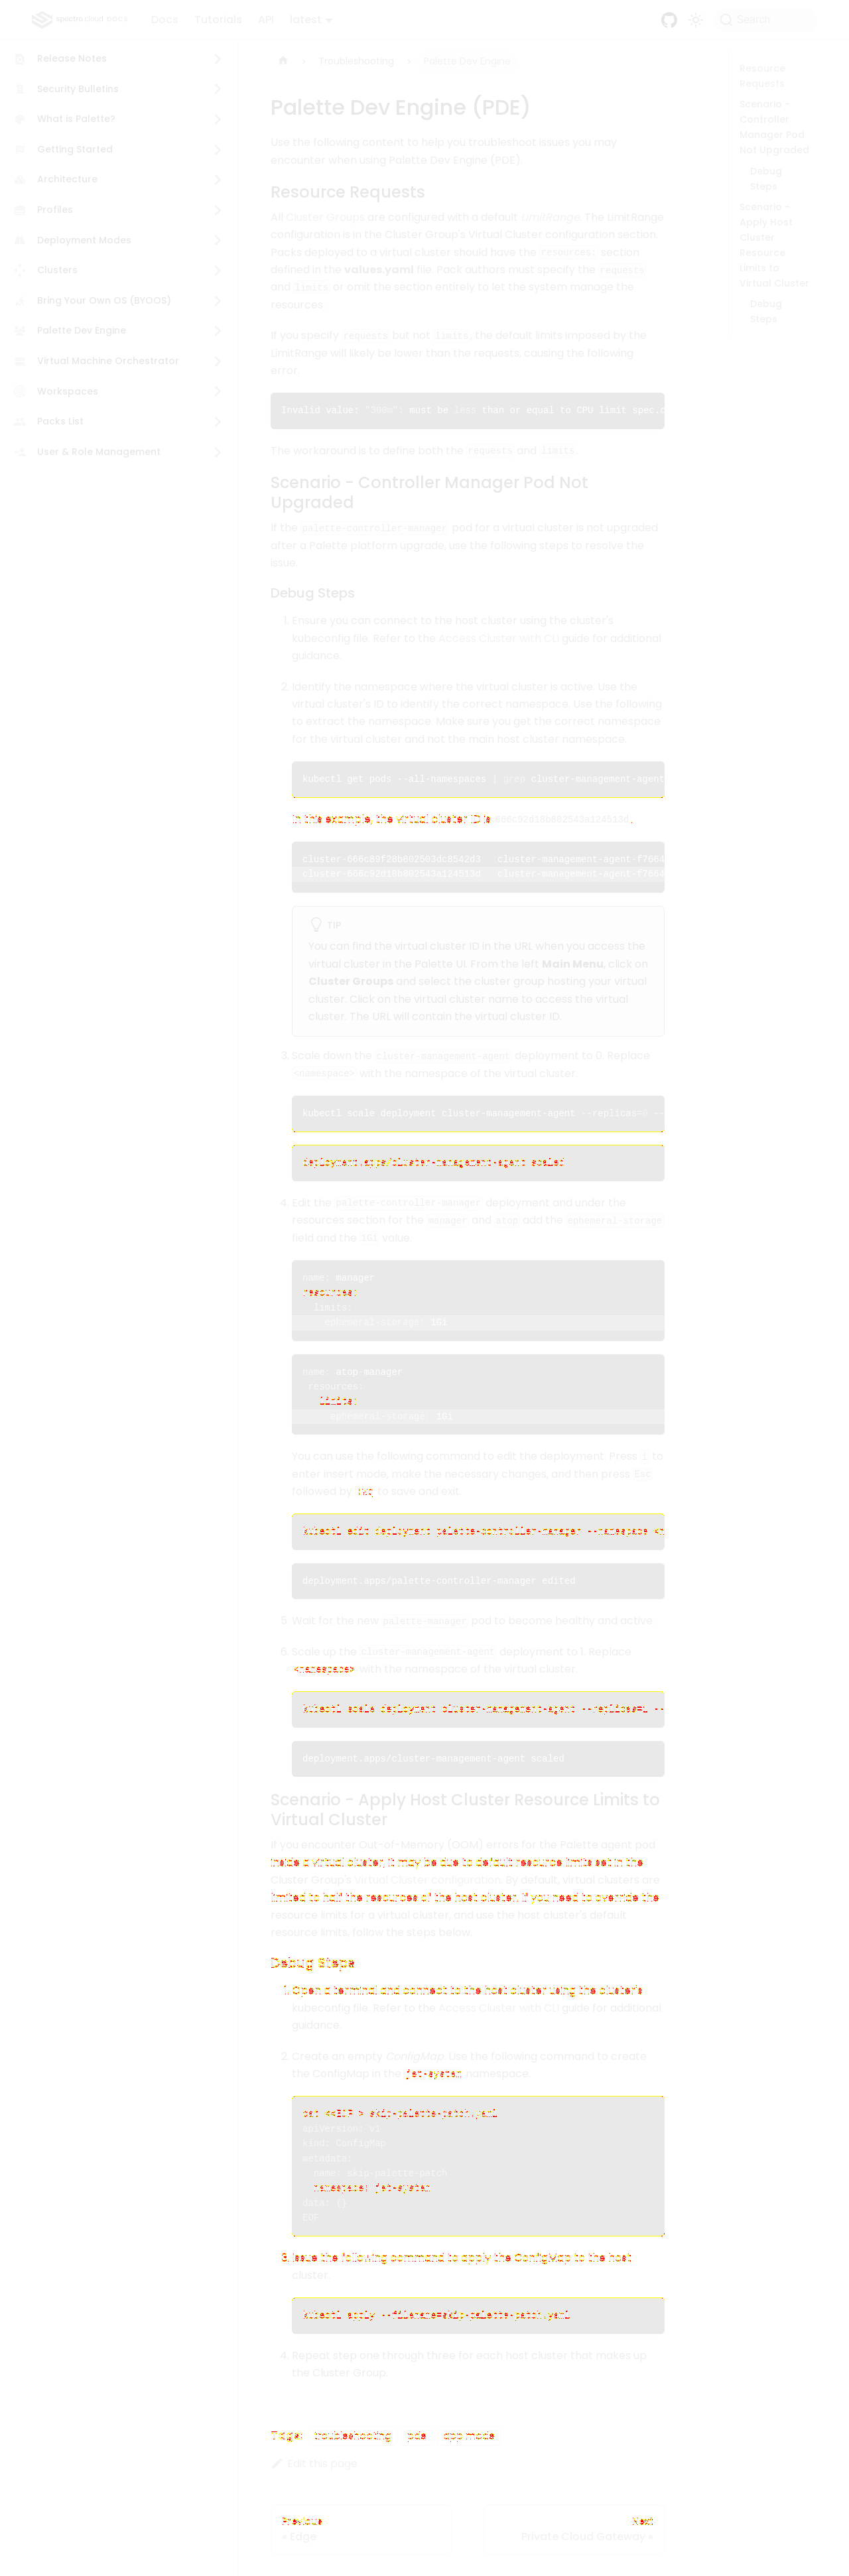 spectro cloud DOCS Docs Tutorials API latest Search
Release Notes
Security Bulletins
What is Palette?
Getting Started
Architecture
Profiles
Deployment Modes
Clusters
Bring Your Own OS (BYOOS)
Palette Dev Engine
Virtual Machine Orchestrator
Workspaces
Packs List
User & Role Management
Troubleshooting Palette Dev Engine
Palette Dev Engine (PDE)
Use the following content to help you troubleshoot issues you may
encounter when using Palette Dev Engine (PDE).
Resource Requests
All Cluster Groups are configured with a default LimitRange. The LimitRange
configuration is in the Cluster Group's Virtual Cluster configuration section.
Packs deployed to a virtual cluster should have the resources: section
defined in the values.yaml file. Pack authors must specify the requests
and limits or omit the section entirely to let the system manage the
resources.
If you specify requests but not limits, the default limits imposed by the
LimitRange will likely be lower than the requests, causing the following
error.
Invalid value: "300m": must be less than or equal to CPU limit spec.c
The workaround is to define both the requests and limits.
Scenario - Controller Manager Pod Not
Upgraded
If the palette-controller-manager pod for a virtual cluster is not upgraded
after a Palette platform upgrade, use the following steps to resolve the
issue.
Debug Steps
1. Ensure you can connect to the host cluster using the cluster's
kubeconfig file. Refer to the Access Cluster with CLI guide for additional
guidance.
2. Identify the namespace where the virtual cluster is active. Use the
virtual cluster's ID to identify the correct namespace. Use the following
to extract the namespace. Make sure you get the correct namespace
for the virtual cluster and not the main host cluster namespace.
kubectl get pods --all-namespaces | grep cluster-management-agent
In this example, the virtual cluster ID is
cluster-management-agent-f7664
cluster-management-agent-f7664
TIP
You can find the virtual cluster ID in the URL when you access the
virtual cluster in the Palette UI. From the left Main Menu, click on
Cluster Groups and select the cluster group hosting your virtual
cluster. Click on the virtual cluster name to access the virtual
cluster. The URL will contain the virtual cluster ID.
3. Scale down the cluster-management-agent deployment to 0. Replace
<namespace> with the namespace of the virtual cluster.
kubectl scale deployment cluster-management-agent --replicas=0 --
deployment.apps/cluster-management-agent scaled
4. Edit the palette-controller-manager deployment and under the
resources section for the manager and atop add the ephemeral-storage
field and the 1Gi value.
name: manager
resources:
limits:
ephemeral-storage: 1Gi
name: atop-manager
resources:
limits:
ephemeral-storage: 1Gi
You can use the following command to edit the deployment. Press i to
enter insert mode, make the necessary changes, and then press Esc
followed by :wq to save and exit.
kubectl edit deployment palette-controller-manager --namespace <n
deployment.apps/palette-controller-manager edited
5. Wait for the new palette-manager pod to become healthy and active.
6. Scale up the cluster-management-agent deployment to 1. Replace
<namespace> with the namespace of the virtual cluster.
kubectl scale deployment cluster-management-agent --replicas=1 --
deployment.apps/cluster-management-agent scaled
Scenario - Apply Host Cluster Resource Limits to
Virtual Cluster
If you encounter Out-of-Memory (OOM) errors for the Palette agent pod
inside a virtual cluster, it may be due to default resource limits set in the
Cluster Group's Virtual Cluster configuration. By default, virtual clusters are
limited to half the resources of the host cluster. If you need to override the
resource limits for a virtual cluster, and use the host cluster's default
resource limits, follow the steps below.
Debug Steps
1. Open a terminal and connect to the host cluster using the cluster's
kubeconfig file. Refer to the Access Cluster with CLI guide for additional
guidance.
2. Create an empty ConfigMap. Use the following command to create
the ConfigMap in the jet-system namespace.
cat <<EOF > skip-palette-patch.yaml
apiVersion: v1
kind: ConfigMap
metadata:
name: skip-palette-patch
namespace: jet-system
data: {}
EOF
3. Issue the following command to apply the ConfigMap to the host
cluster.
kubectl apply --filename=skip-palette-patch.yaml
4. Repeat step one through three for each host cluster that makes up
the Cluster Group.
Tags: troubleshooting pde app mode
Edit this page
Previous
« Edge
Next
Private Cloud Gateway »
Resource
Requests
Scenario -
Controller
Manager Pod
Not Upgraded
Debug
Steps
Scenario -
Apply Host
Cluster
Resource
Limits to
Virtual Cluster
Debug
Steps